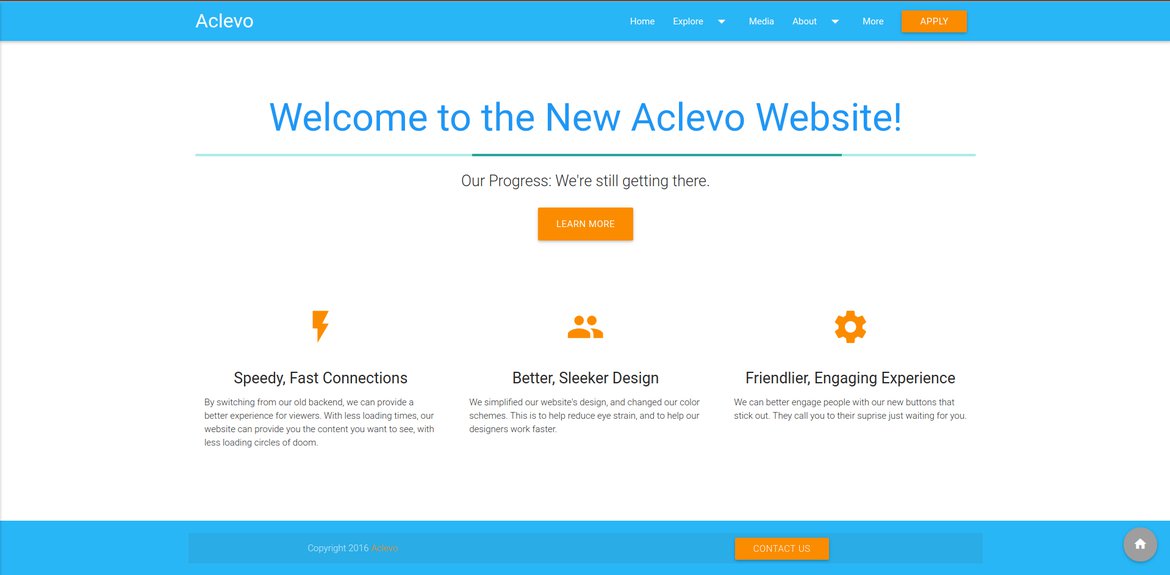 Aclevo
Home Explore Media About More APPLY
Welcome to the New Aclevo Website!
Our Progress: We're still getting there.
LEARN MORE
Speedy, Fast Connections
By switching from our old backend, we can provide a
better experience for viewers. With less loading times, our
website can provide you the content you want to see, with
less loading circles of doom.
Better, Sleeker Design
We simplified our website's design, and changed our color
schemes. This is to help reduce eye strain, and to help our
designers work faster.
Friendlier, Engaging Experience
We can better engage people with our new buttons that
stick out. They call you to their suprise just waiting for you.
Copyright 2016 Aclevo
CONTACT US